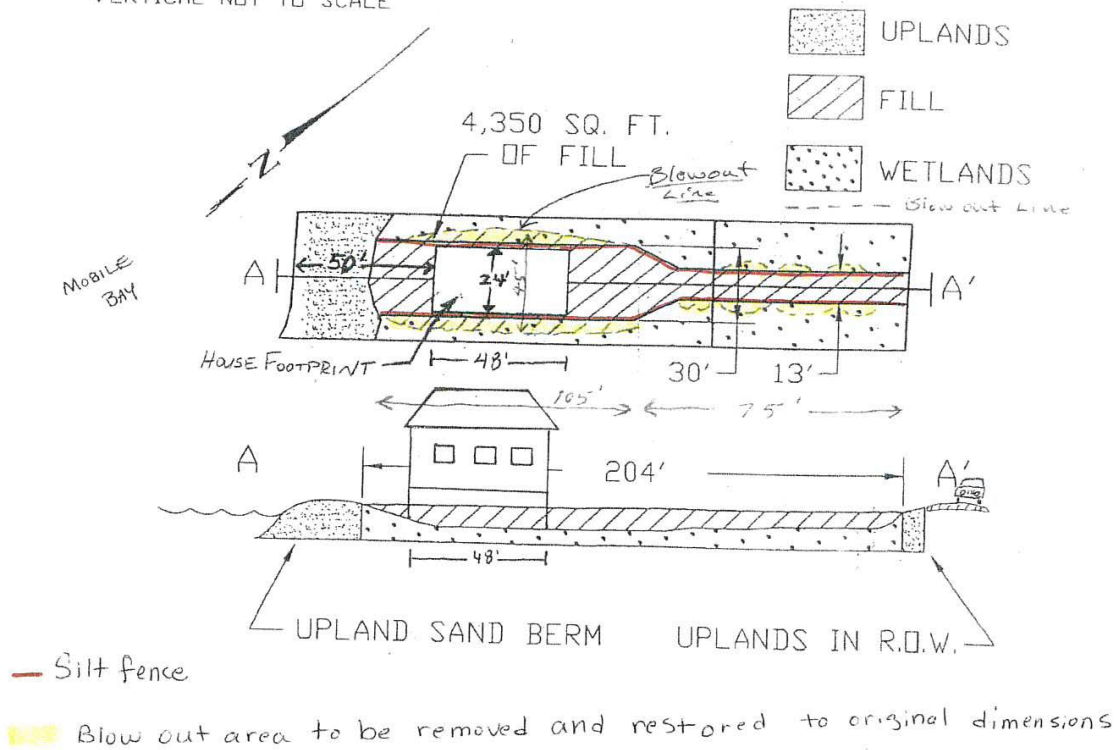 VERTICAL NOT TO SCALE
UPLANDS
FILL
WETLANDS
Blow out Line
N
4,350 SQ. FT.
OF FILL
Blowout
Line
MOBILE
BAY
A
50'
24'
45'
A'
HOUSE FOOTPRINT
48'
30'
13'
105'
75'
A
204'
A'
48'
UPLAND SAND BERM
UPLANDS IN R.O.W.
Silt fence
Blow out area to be removed and restored to original dimensions